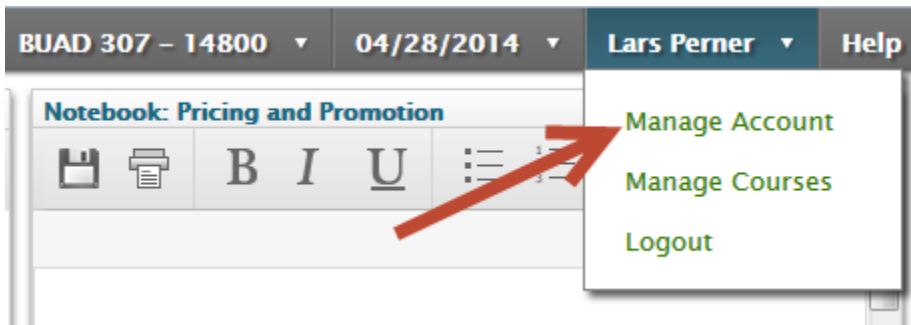 BUAD 307 – 14800 04/28/2014 Lars Perner Help
Notebook: Pricing and Promotion
B I U
Manage Account
Manage Courses
Logout